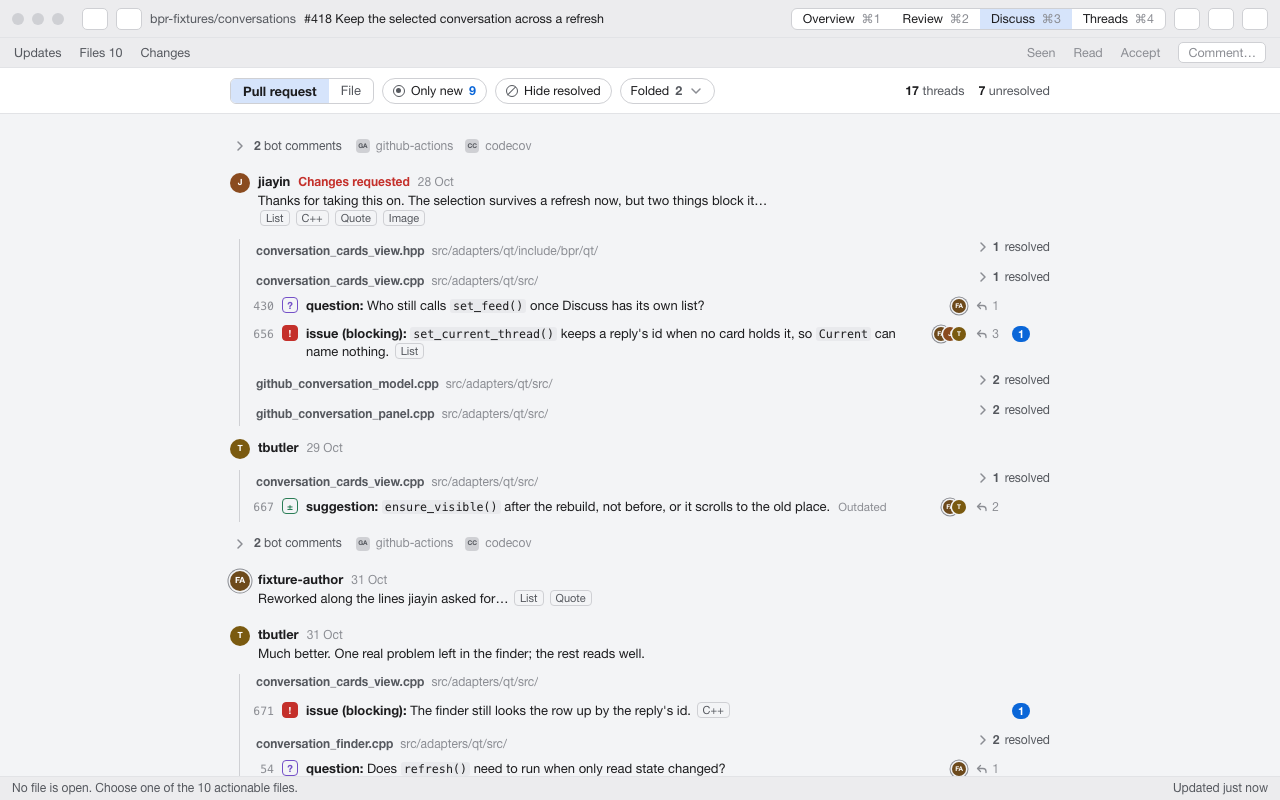 bpr-fixtures/conversations #418 Keep the selected conversation across a refresh Overview ⌘1 Review ⌘2 Discuss ⌘3 Threads ⌘4
Updates Files 10 Changes Seen Read Accept Comment…
Pull request File Only new 9 Hide resolved Folded 2 17 threads 7 unresolved
2 bot comments GA github-actions CC codecov
J jiayin Changes requested 28 Oct
Thanks for taking this on. The selection survives a refresh now, but two things block it…
List C++ Quote Image
conversation_cards_view.hpp src/adapters/qt/include/bpr/qt/ 1 resolved
conversation_cards_view.cpp src/adapters/qt/src/ 1 resolved
430 ? question: Who still calls set_feed() once Discuss has its own list? FA 1
656 ! issue (blocking): set_current_thread() keeps a reply's id when no card holds it, so Current can T 3 1
name nothing. List
github_conversation_model.cpp src/adapters/qt/src/ 2 resolved
github_conversation_panel.cpp src/adapters/qt/src/ 2 resolved
T tbutler 29 Oct
conversation_cards_view.cpp src/adapters/qt/src/ 1 resolved
667 ± suggestion: ensure_visible() after the rebuild, not before, or it scrolls to the old place. Outdated T 2
2 bot comments GA github-actions CC codecov
FA fixture-author 31 Oct
Reworked along the lines jiayin asked for… List Quote
T tbutler 31 Oct
Much better. One real problem left in the finder; the rest reads well.
conversation_cards_view.cpp src/adapters/qt/src/
671 ! issue (blocking): The finder still looks the row up by the reply's id. C++ 1
conversation_finder.cpp src/adapters/qt/src/ 2 resolved
54 ? question: Does refresh() need to run when only read state changed? FA 1
No file is open. Choose one of the 10 actionable files. Updated just now